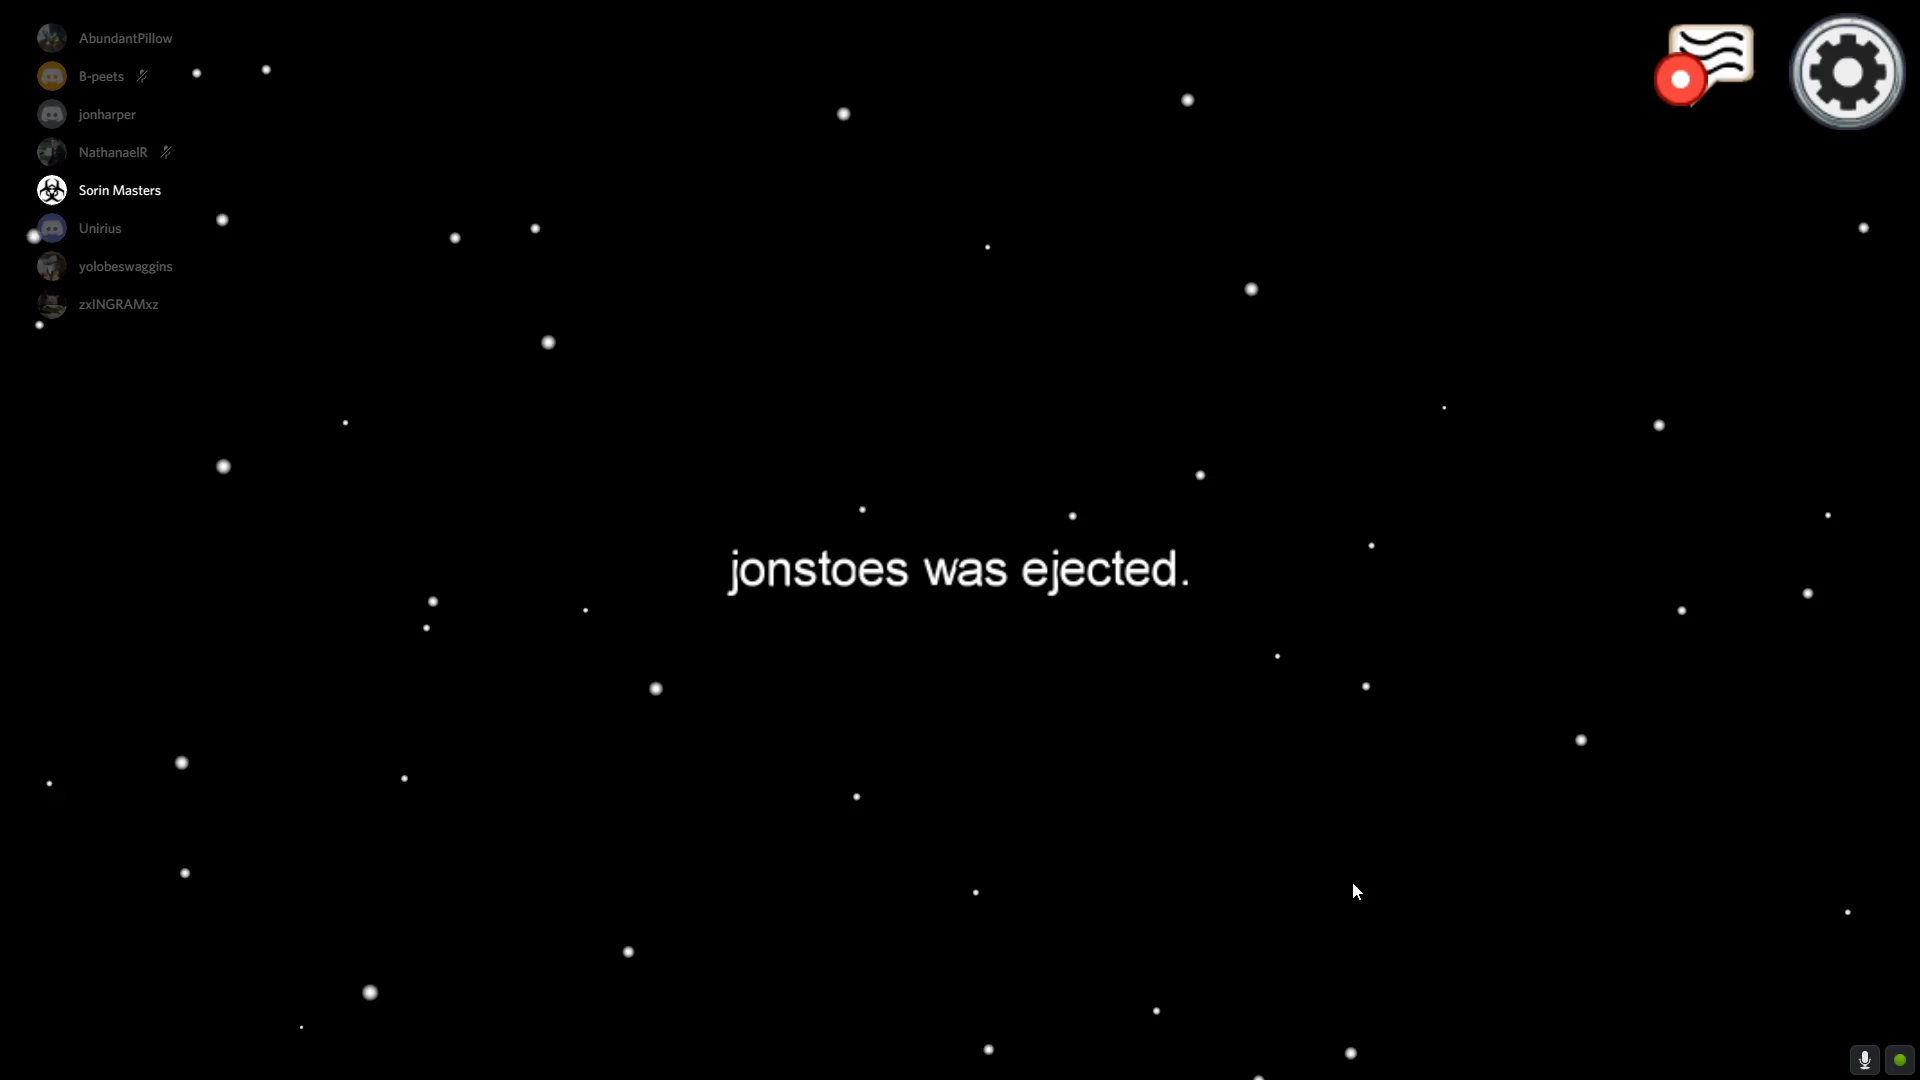 AbundantPillow
B-peets
jonharper
NathanaelR
Sorin Masters
Unirius
yolobeswaggins
zxINGRAMxz
jonstoes was ejected.